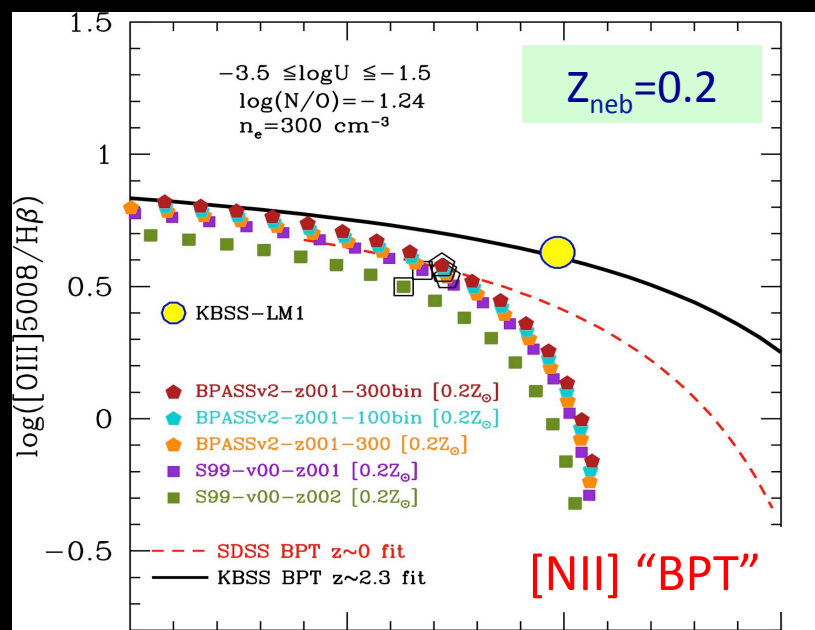 1.5
−3.5 ≦logU ≦−1.5
log(N/O)=−1.24
nₑ=300 cm⁻³
Zneb=0.2
1
0.5
0
−0.5
log([OIII]5008/Hβ)
KBSS−LM1
BPASSv2−z001−300bin [0.2Z⊙]
BPASSv2−z001−100bin [0.2Z⊙]
BPASSv2−z001−300 [0.2Z⊙]
S99−v00−z001 [0.2Z⊙]
S99−v00−z002 [0.2Z⊙]
SDSS BPT z~0 fit
KBSS BPT z~2.3 fit
[NII] “BPT”